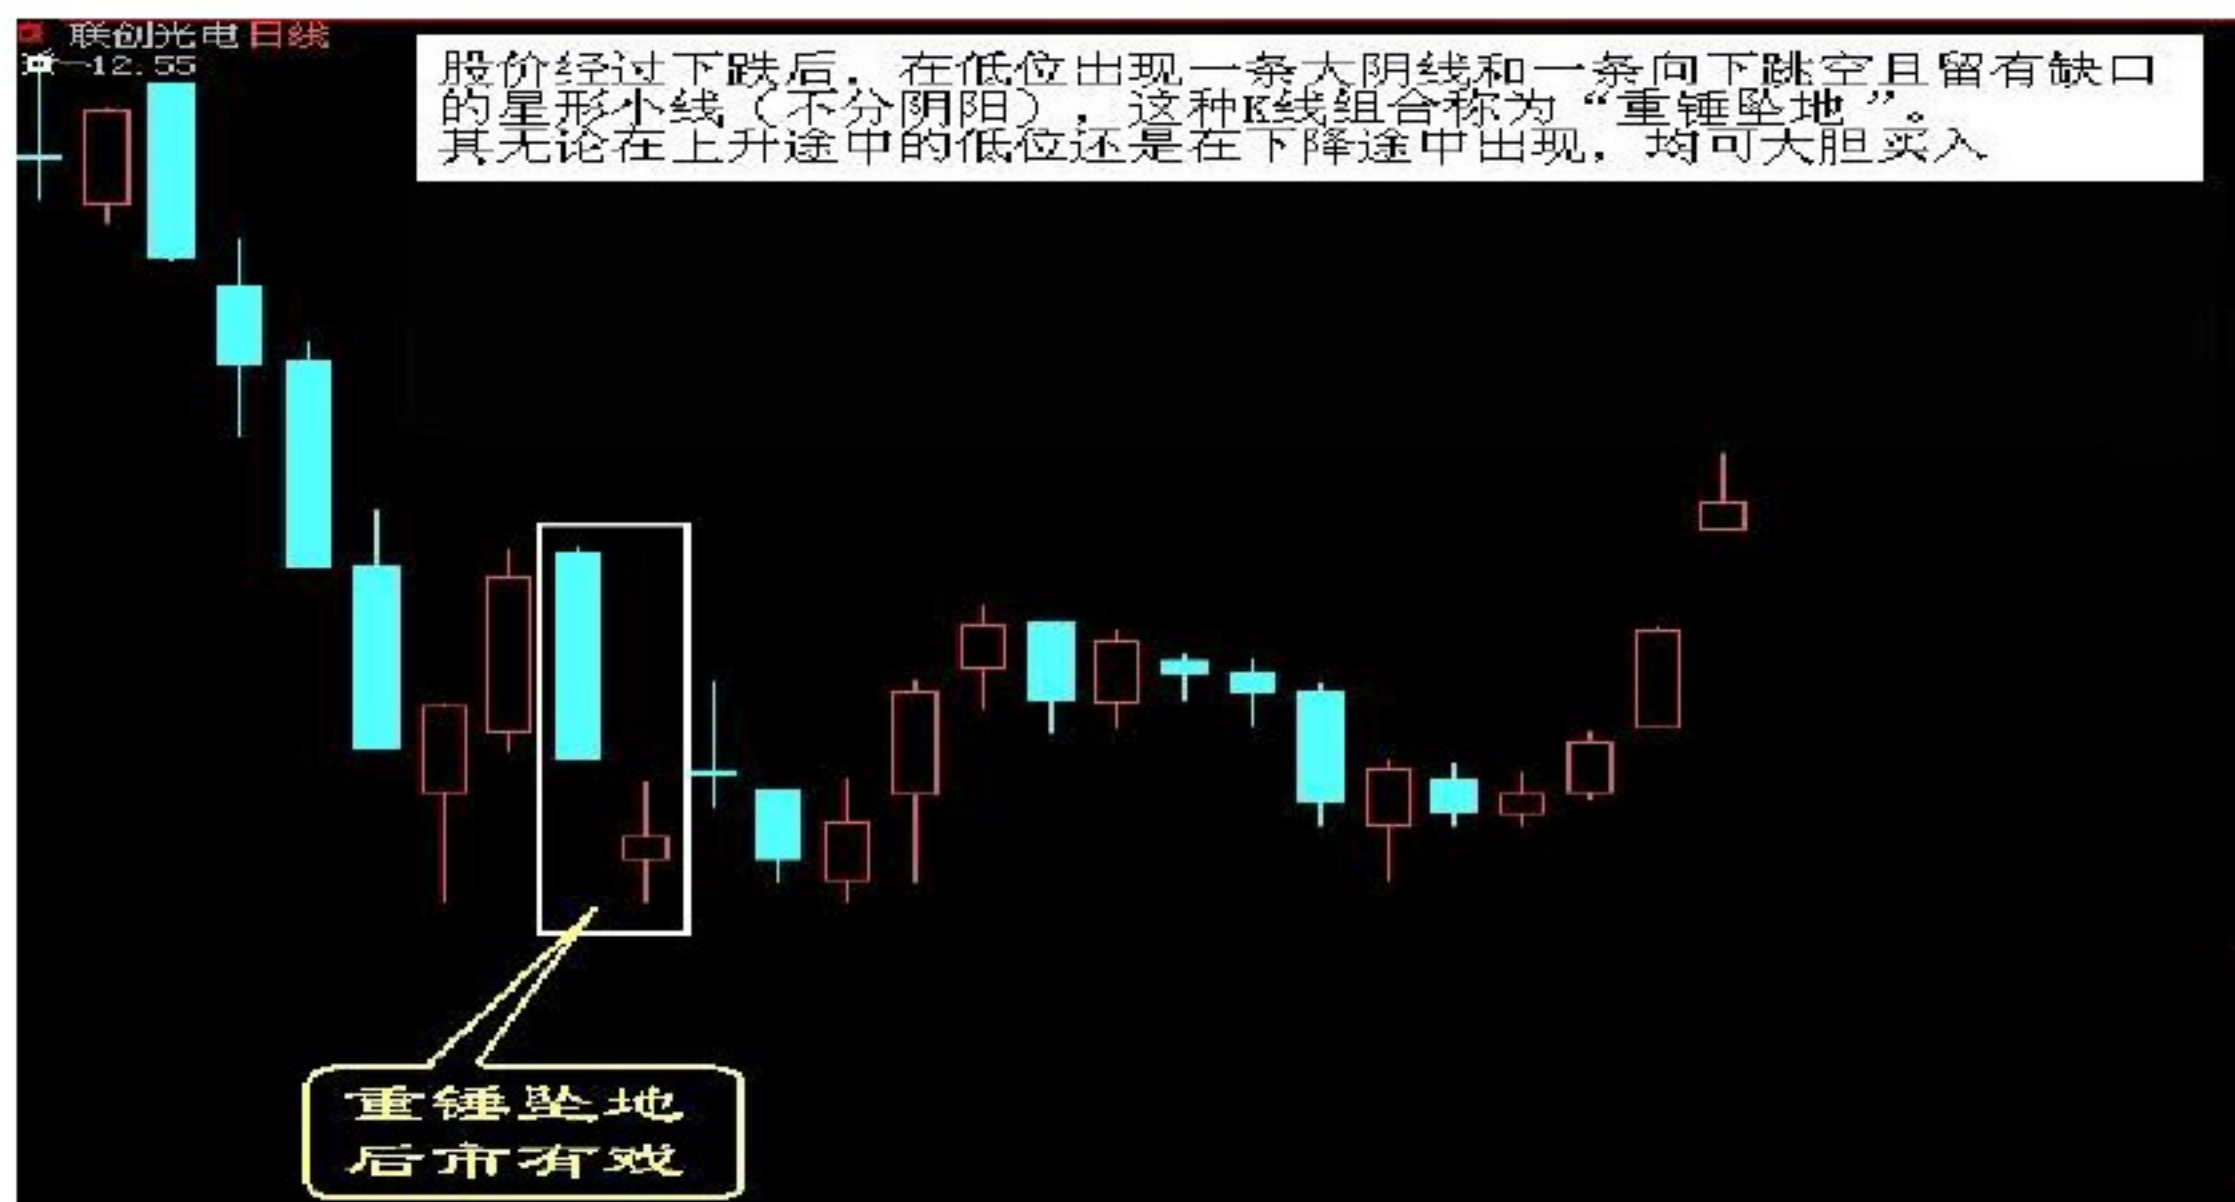 联创光电日线
12.55
股价经过下跌后，在低位出现一条大阴线和一条向下跳空且留有缺口
的星形小线（不分阴阳），这种K线组合称为“重锤坠地”。
其无论在上升途中的低位还是在下降途中出现，均可大胆买入
重锤坠地
后市有戏